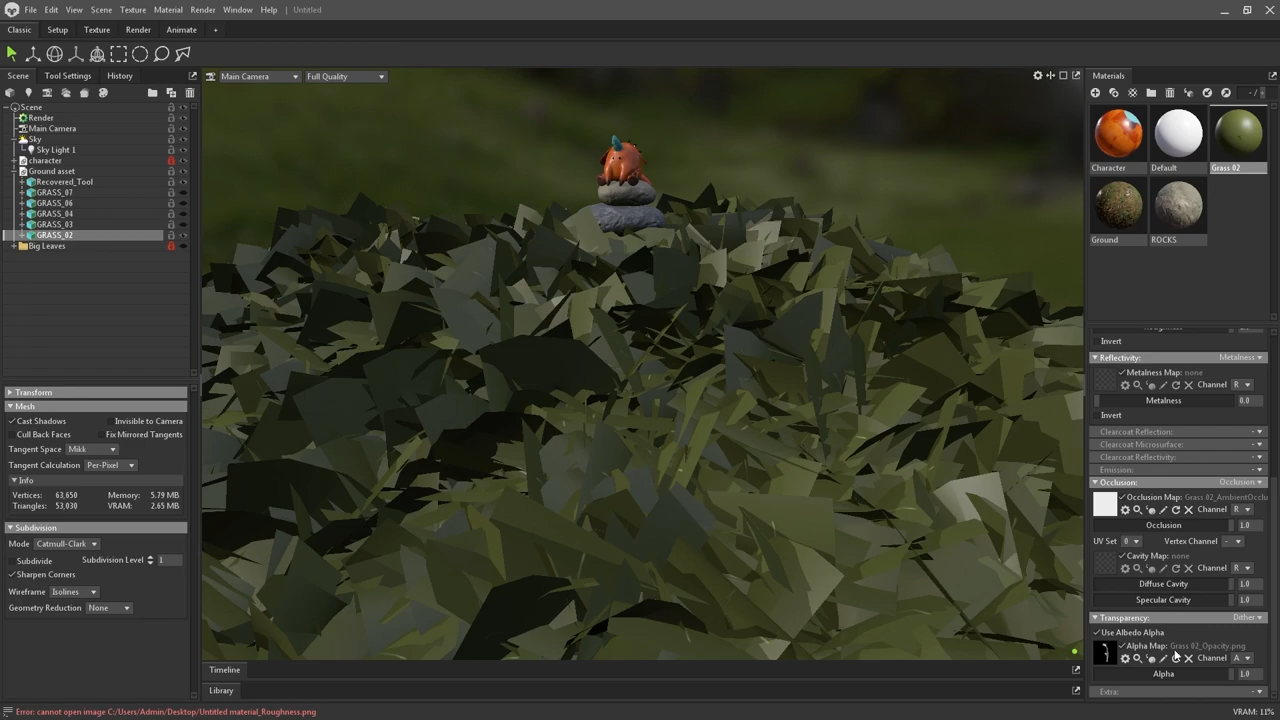 File Edit View Scene Texture Material Render Window Help | Untitled
Classic Setup Texture Render Animate +
Scene Tool Settings History
Main Camera Full Quality
Materials
Scene
Render
Main Camera
Sky
Sky Light 1
character
Ground asset
Recovered_Tool
GRASS_07
GRASS_06
GRASS_04
GRASS_03
GRASS_02
Big Leaves
Transform
Mesh
Cast Shadows Invisible to Camera
Cull Back Faces Fix Mirrored Tangents
Tangent Space Mikk
Tangent Calculation Per-Pixel
Info
Vertices: 63,650 Memory: 5.79 MB
Triangles: 53,030 VRAM: 2.65 MB
Subdivision
Mode Catmull-Clark
Subdivide Subdivision Level 1
Sharpen Corners
Wireframe Isolines
Geometry Reduction None
Timeline
Library
Character Default Grass 02
Ground ROCKS
Invert
Reflectivity: Metalness
Metalness Map: none
Channel R
Metalness 0.0
Invert
Clearcoat Reflection:
Clearcoat Microsurface:
Clearcoat Reflectivity:
Emission:
Occlusion: Occlusion
Occlusion Map: Grass 02_AmbientOcclu
Channel R
Occlusion 1.0
UV Set 0 Vertex Channel -
Cavity Map: none
Channel R
Diffuse Cavity 1.0
Specular Cavity 1.0
Transparency: Dither
Use Albedo Alpha
Alpha Map: Grass 02_Opacity.png
Channel A
Alpha 1.0
Extra:
Error: cannot open image C:/Users/Admin/Desktop/Untitled material_Roughness.png
VRAM: 11%